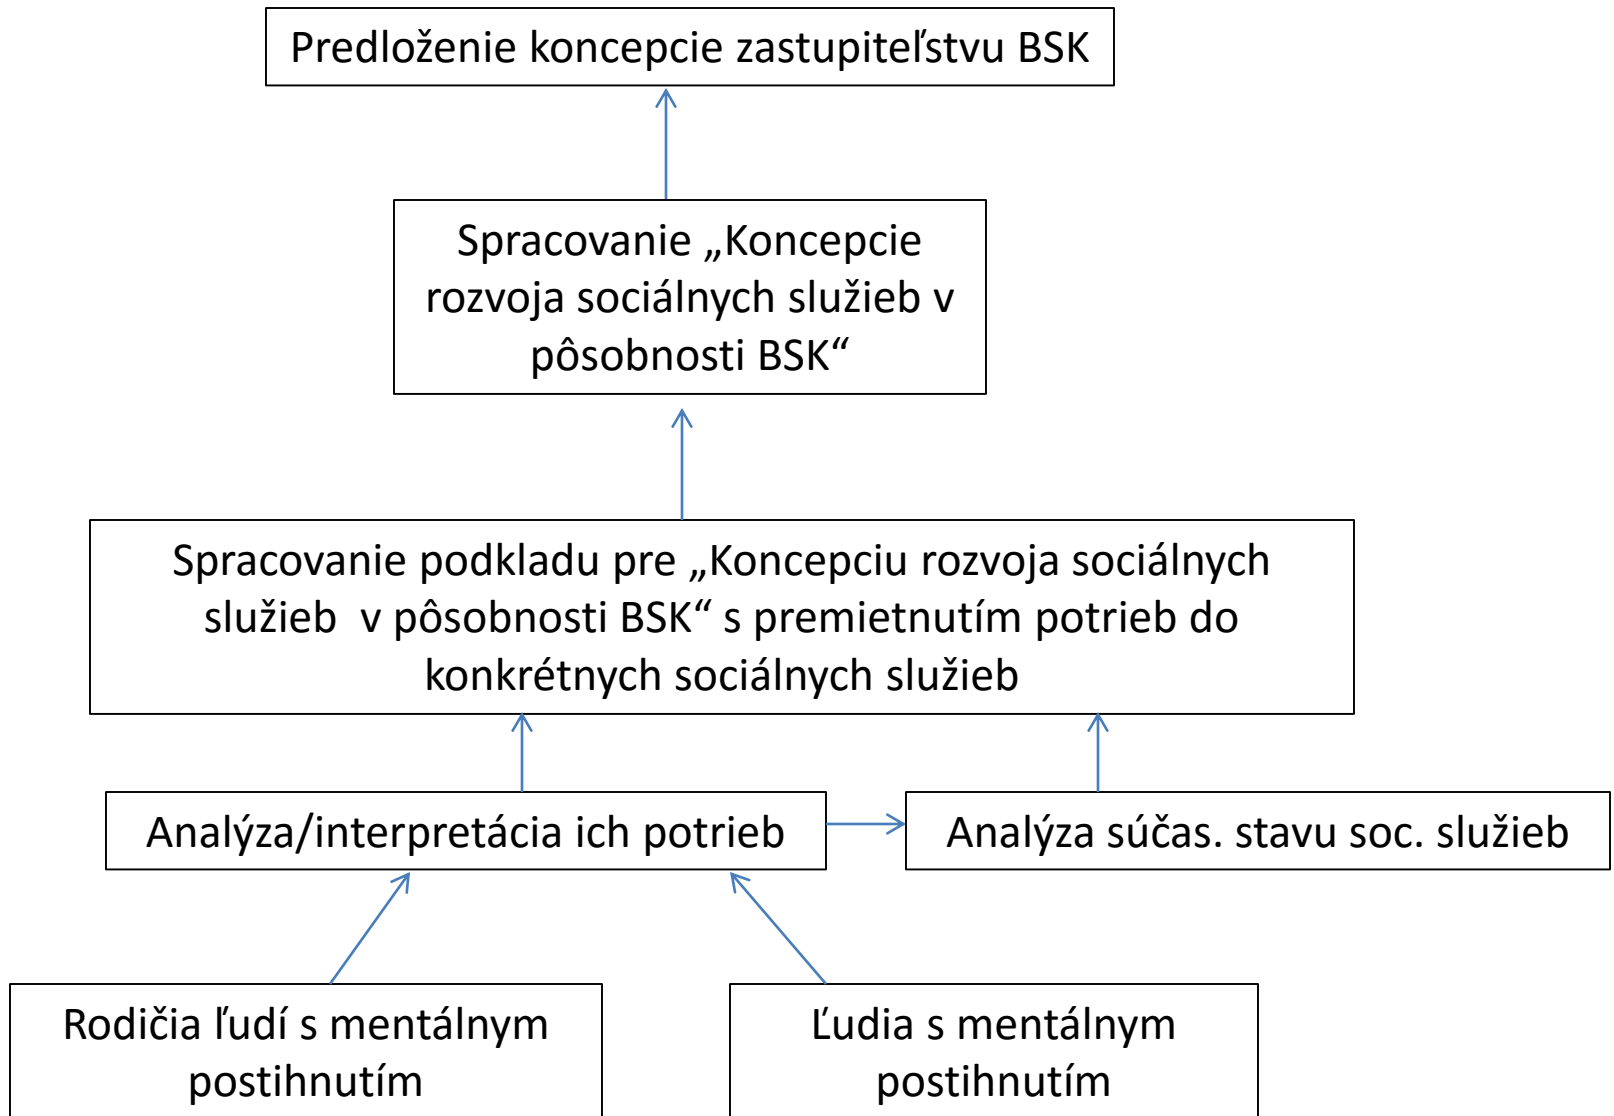 Predloženie koncepcie zastupiteľstvu BSK
Spracovanie „Koncepcie
rozvoja sociálnych služieb v
pôsobnosti BSK“
Spracovanie podkladu pre „Koncepciu rozvoja sociálnych
služieb  v pôsobnosti BSK“ s premietnutím potrieb do
konkrétnych sociálnych služieb
Analýza/interpretácia ich potrieb
Analýza súčas. stavu soc. služieb
Rodičia ľudí s mentálnym
postihnutím
Ľudia s mentálnym
postihnutím